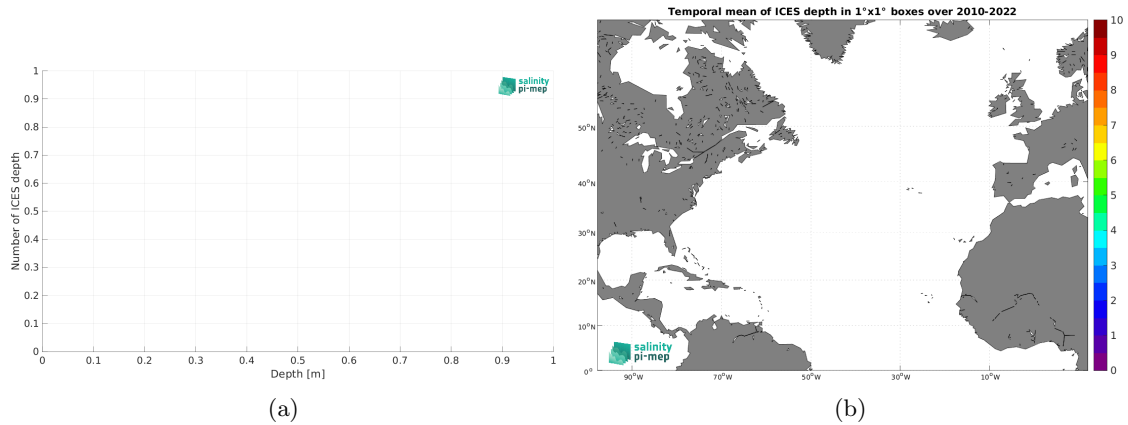 1
0.9
0.8
0.7
0.6
0.5
0.4
0.3
0.2
0.1
0
Number of ICES depth
0 0.1 0.2 0.3 0.4 0.5 0.6 0.7 0.8 0.9 1
Depth [m]
salinity
pi-mep
(a)
Temporal mean of ICES depth in 1°x1° boxes over 2010-2022
50°N
40°N
30°N
20°N
10°N
0°
90°W 70°W 50°W 30°W 10°W
salinity
pi-mep
10
9
8
7
6
5
4
3
2
1
0
(b)